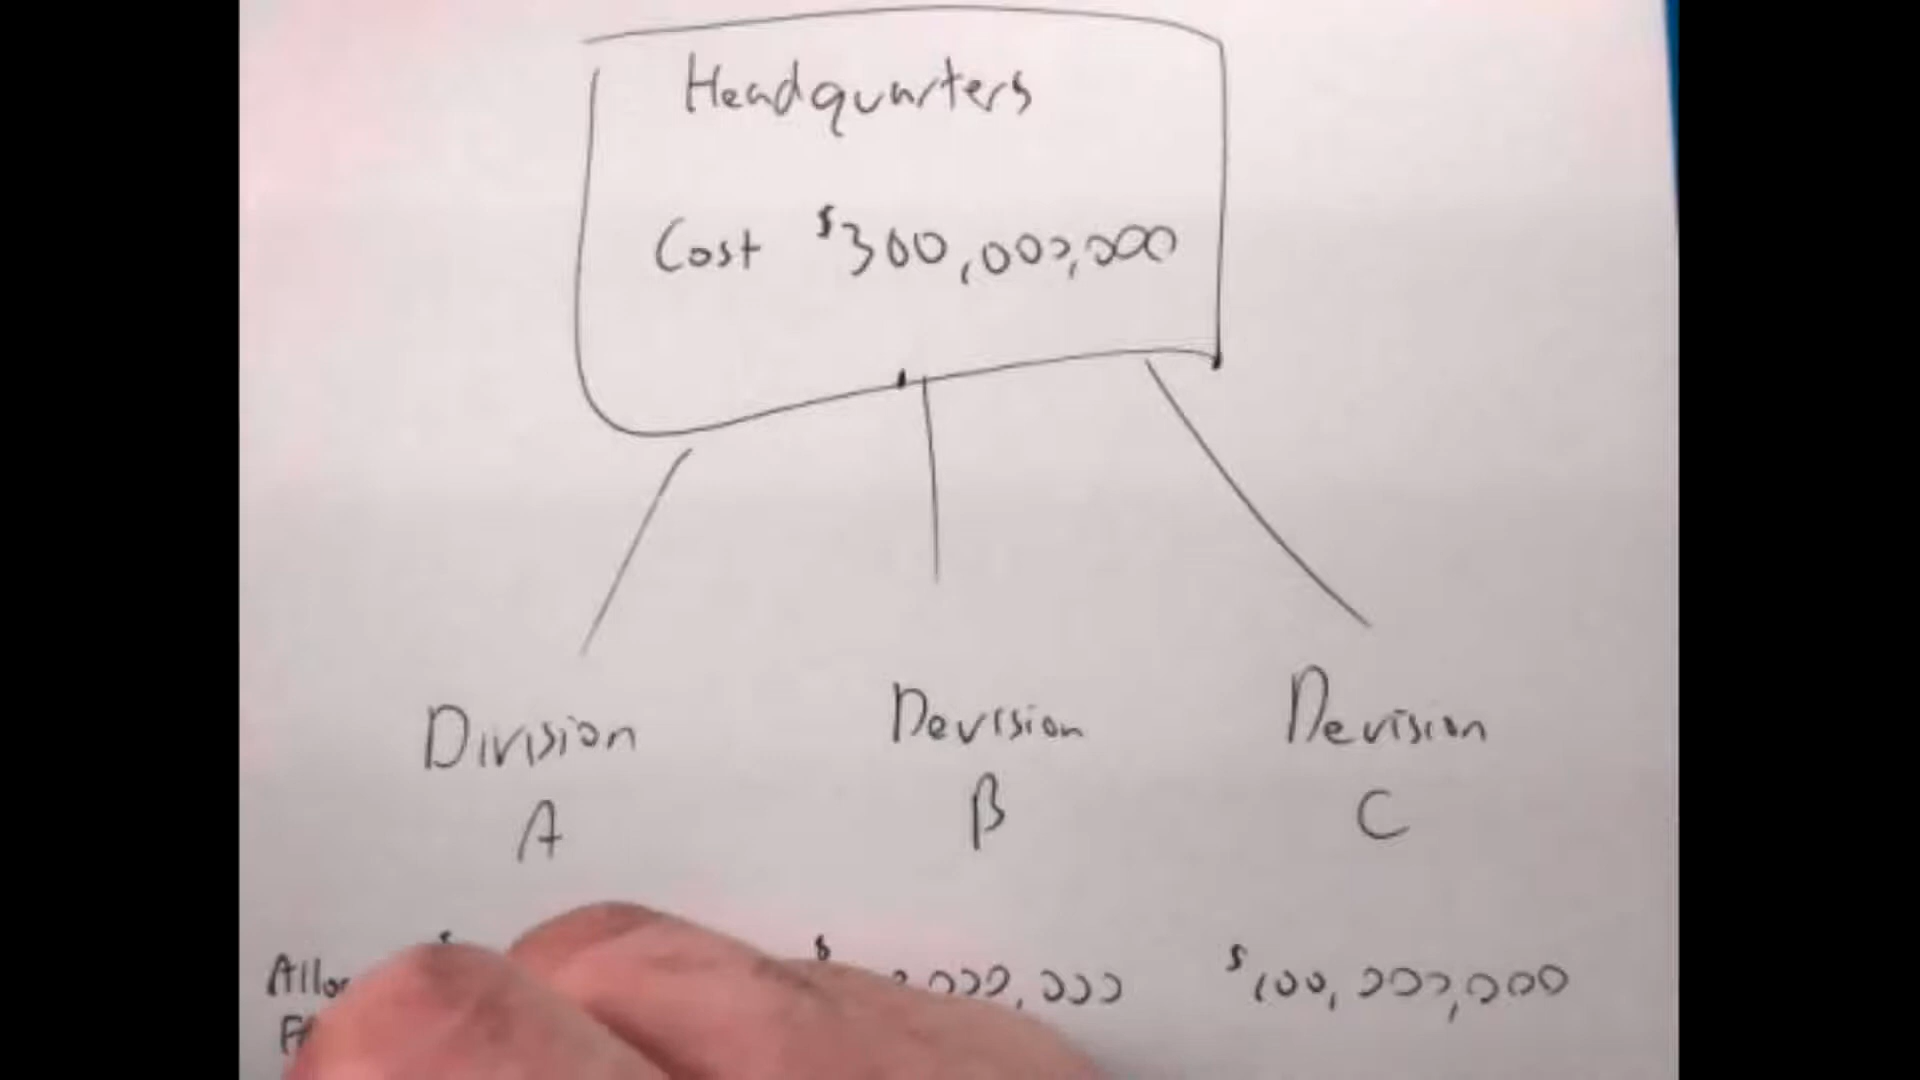 Headquarters
Cost $300,000,000
Division Devision Devision
A B C
$ $ $100,000,000